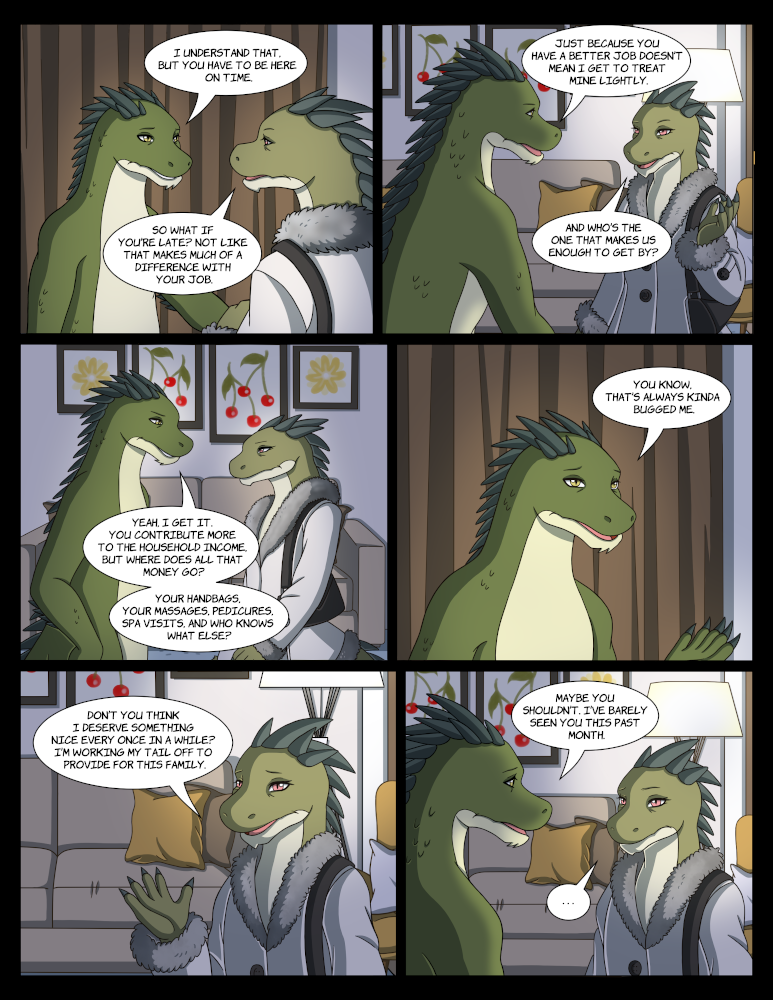 I UNDERSTAND THAT,
BUT YOU HAVE TO BE HERE
ON TIME.
SO WHAT IF
YOU'RE LATE? NOT LIKE
THAT MAKES MUCH OF A
DIFFERENCE WITH
YOUR JOB.
JUST BECAUSE YOU
HAVE A BETTER JOB DOESN'T
MEAN I GET TO TREAT
MINE LIGHTLY.
AND WHO'S THE
ONE THAT MAKES US
ENOUGH TO GET BY?
YEAH, I GET IT.
YOU CONTRIBUTE MORE
TO THE HOUSEHOLD INCOME,
BUT WHERE DOES ALL THAT
MONEY GO?
YOUR HANDBAGS,
YOUR MASSAGES, PEDICURES,
SPA VISITS, AND WHO KNOWS
WHAT ELSE?
YOU KNOW,
THAT'S ALWAYS KINDA
BUGGED ME.
DON'T YOU THINK
I DESERVE SOMETHING
NICE EVERY ONCE IN A WHILE?
I'M WORKING MY TAIL OFF TO
PROVIDE FOR THIS FAMILY.
MAYBE YOU
SHOULDN'T. I'VE BARELY
SEEN YOU THIS PAST
MONTH.
...